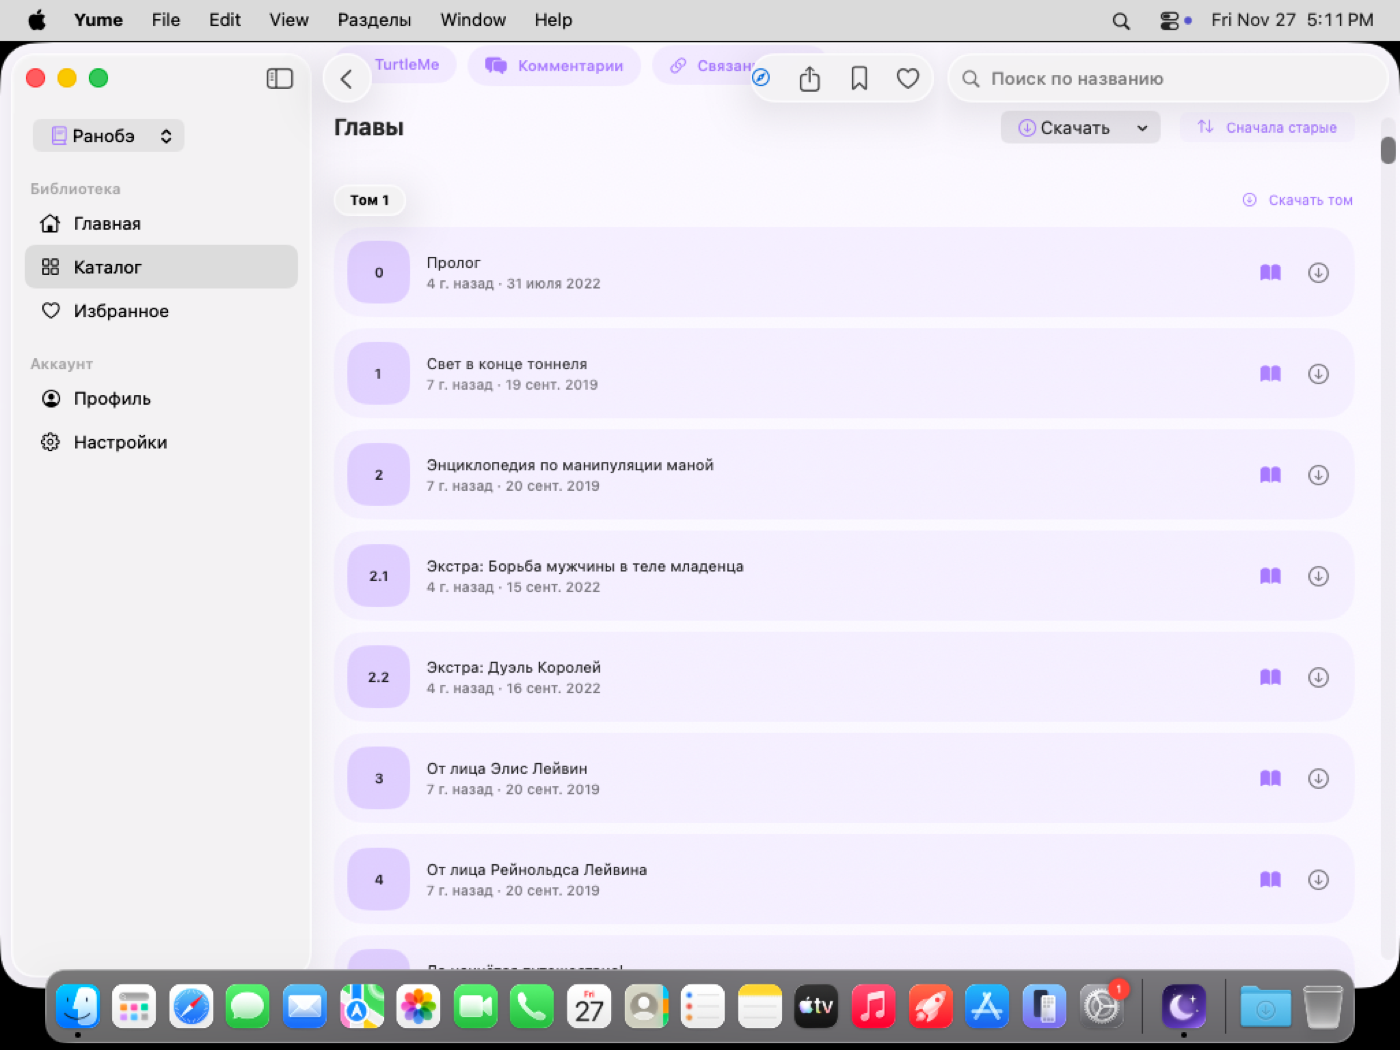 Yume File Edit View Разделы Window Help Fri Nov 27 5:11 PM
TurtleMe Комментарии
Поиск по названию
Ранобэ
Библиотека
Главная
Каталог
Избранное
Аккаунт
Профиль
Настройки
Главы Скачать Сначала старые
Том 1 Скачать том
0
Пролог
4 г. назад · 31 июля 2022
1
Свет в конце тоннеля
7 г. назад · 19 сент. 2019
2
Энциклопедия по манипуляции маной
7 г. назад · 20 сент. 2019
2.1
Экстра: Борьба мужчины в теле младенца
4 г. назад · 15 сент. 2022
2.2
Экстра: Дуэль Королей
4 г. назад · 16 сент. 2022
3
От лица Элис Лейвин
7 г. назад · 20 сент. 2019
4
От лица Рейнольдса Лейвина
7 г. назад · 20 сент. 2019
Fri
27
tv
1